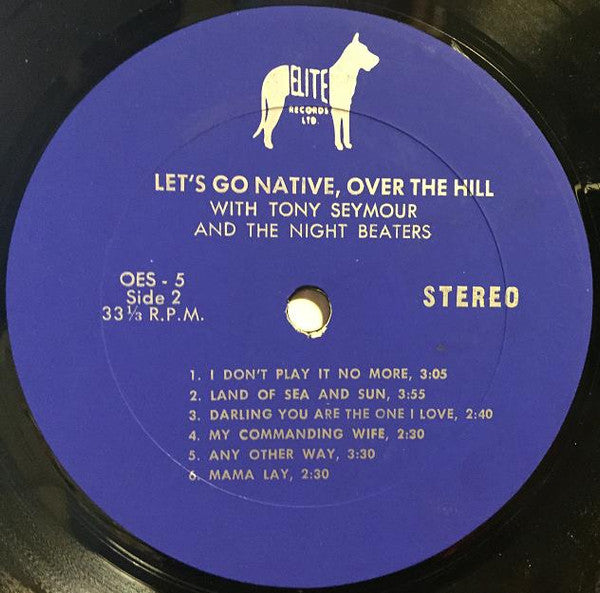 ELITE
RECORDS
LTD.
LET'S GO NATIVE, OVER THE HILL
WITH TONY SEYMOUR
AND THE NIGHT BEATERS
OES - 5
Side 2
33⅓ R.P.M.
STEREO
1. I DON'T PLAY IT NO MORE, 3:05
2. LAND OF SEA AND SUN, 3:55
3. DARLING YOU ARE THE ONE I LOVE, 2:40
4. MY COMMANDING WIFE, 2:30
5. ANY OTHER WAY, 3:30
6. MAMA LAY, 2:30